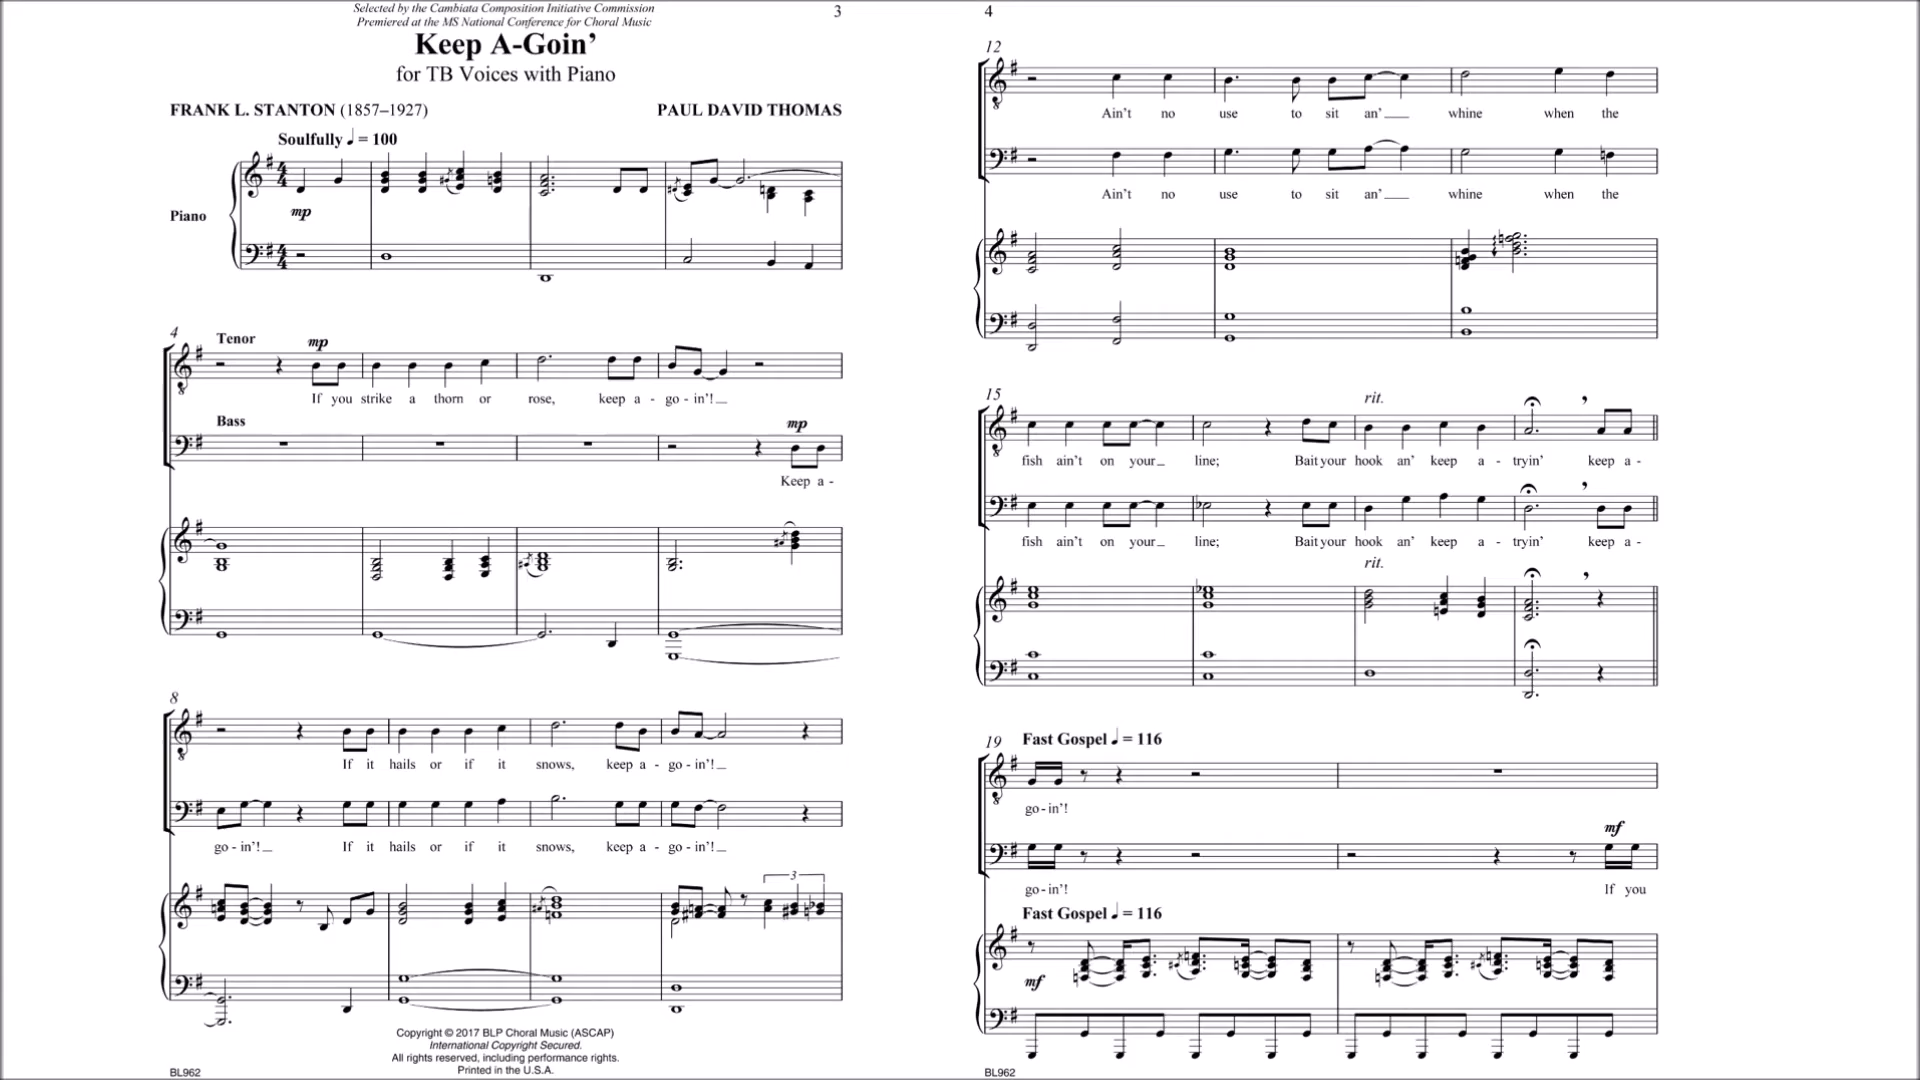 Selected by the Cambiata Composition Initiative Commission
Premiered at the MS National Conference for Choral Music
3
Keep A-Goin’
for TB Voices with Piano
FRANK L. STANTON (1857–1927)
PAUL DAVID THOMAS
Soulfully ♩ = 100
Piano
mp
4
Tenor
mp
If you strike a thorn or rose, keep a - go - in’!
Bass
mp
Keep a -
8
If it hails or if it snows, keep a - go - in’!
go - in’! If it hails or if it snows, keep a - go - in’!
3
Copyright © 2017 BLP Choral Music (ASCAP)
International Copyright Secured.
All rights reserved, including performance rights.
Printed in the U.S.A.
BL962
4
12
Ain’t no use to sit an’ whine when the
Ain’t no use to sit an’ whine when the
15
rit.
fish ain’t on your line; Bait your hook an’ keep a - tryin’ keep a -
fish ain’t on your line; Bait your hook an’ keep a - tryin’ keep a -
rit.
19
Fast Gospel ♩ = 116
go - in’!
mf
go - in’! If you
Fast Gospel ♩ = 116
mf
BL962